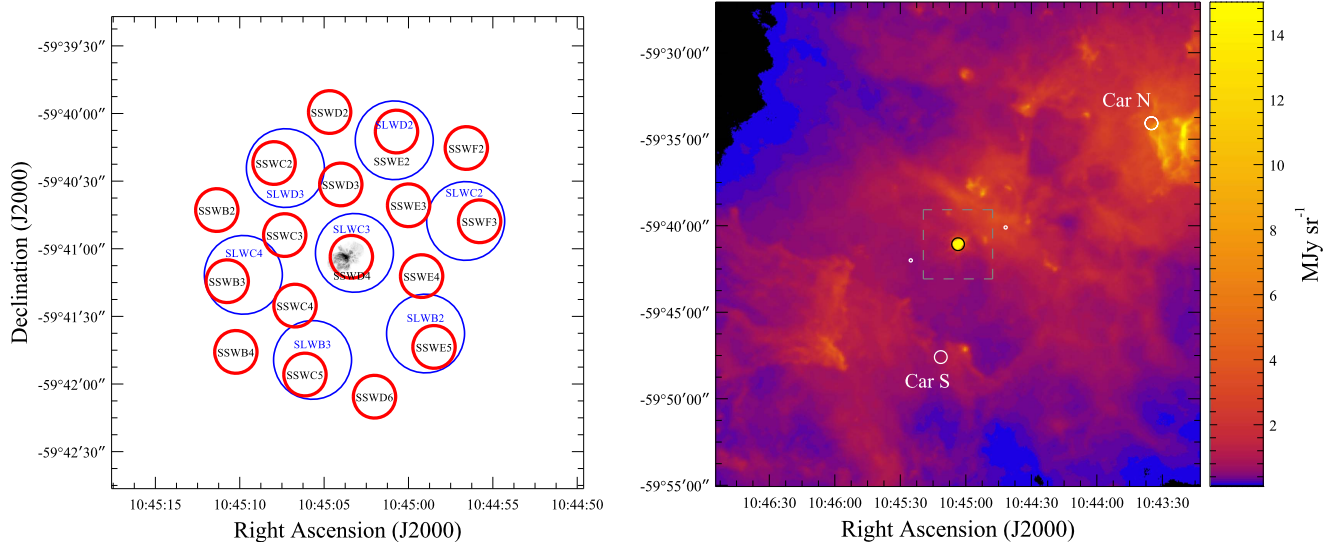 -59°39′30″
-59°40′00″
-59°40′30″
-59°41′00″
-59°41′30″
-59°42′00″
-59°42′30″
Declination (J2000)
SSWD2
SLWD2
SSWE2
SSWF2
SSWC2
SLWD3
SSWD3
SLWC2
SSWB2
SSWE3
SSWF3
SSWC3
SLWC3
SLWC4
SSWD4
SSWB3
SSWE4
SSWC4
SLWB2
SLWB3
SSWB4
SSWE5
SSWC5
SSWD6
10:45:15
10:45:10
10:45:05
10:45:00
10:44:55
10:44:50
Right Ascension (J2000)
-59°30′00″
-59°35′00″
-59°40′00″
-59°45′00″
-59°50′00″
-59°55′00″
Car N
Car S
10:46:30
10:46:00
10:45:30
10:45:00
10:44:30
10:44:00
10:43:30
Right Ascension (J2000)
14
12
10
8
6
4
2
MJy sr⁻¹